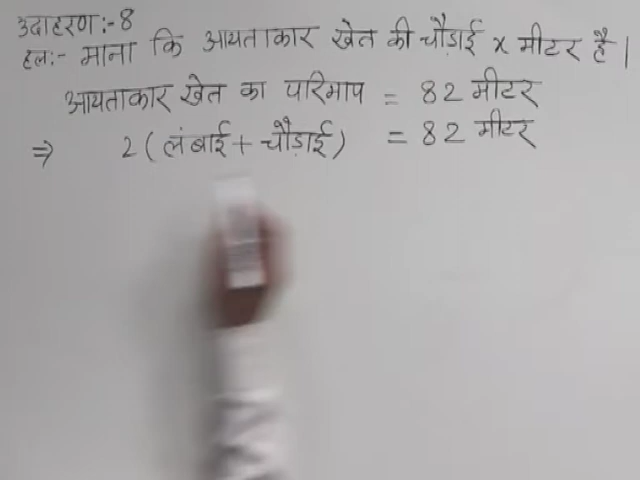 उदाहरण:- 8
हल:- माना कि आयताकार खेत की चौड़ाई x मीटर है।
आयताकार खेत का परिमाप = 82 मीटर
⇒ 2 (लंबाई + चौड़ाई) = 82 मीटर